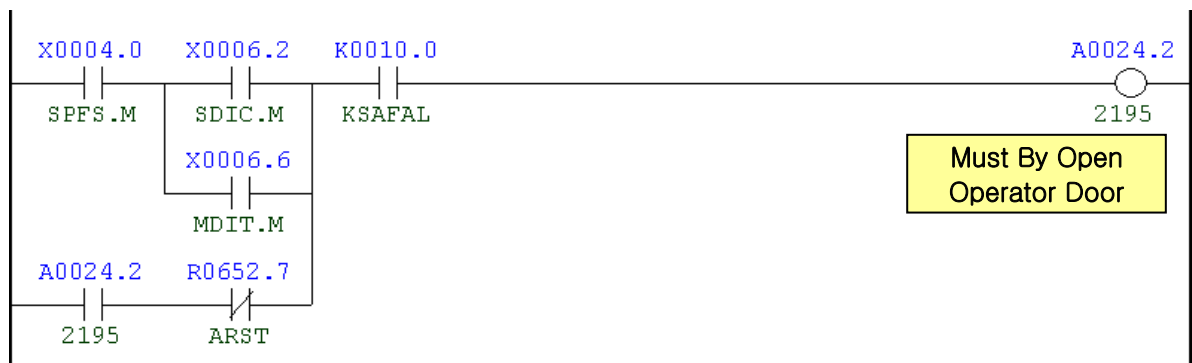 X0004.0 X0006.2 K0010.0 A0024.2
SPFS.M SDIC.M KSAFAL 2195
Must By Open
Operator Door
X0006.6
MDIT.M
A0024.2 R0652.7
2195 ARST